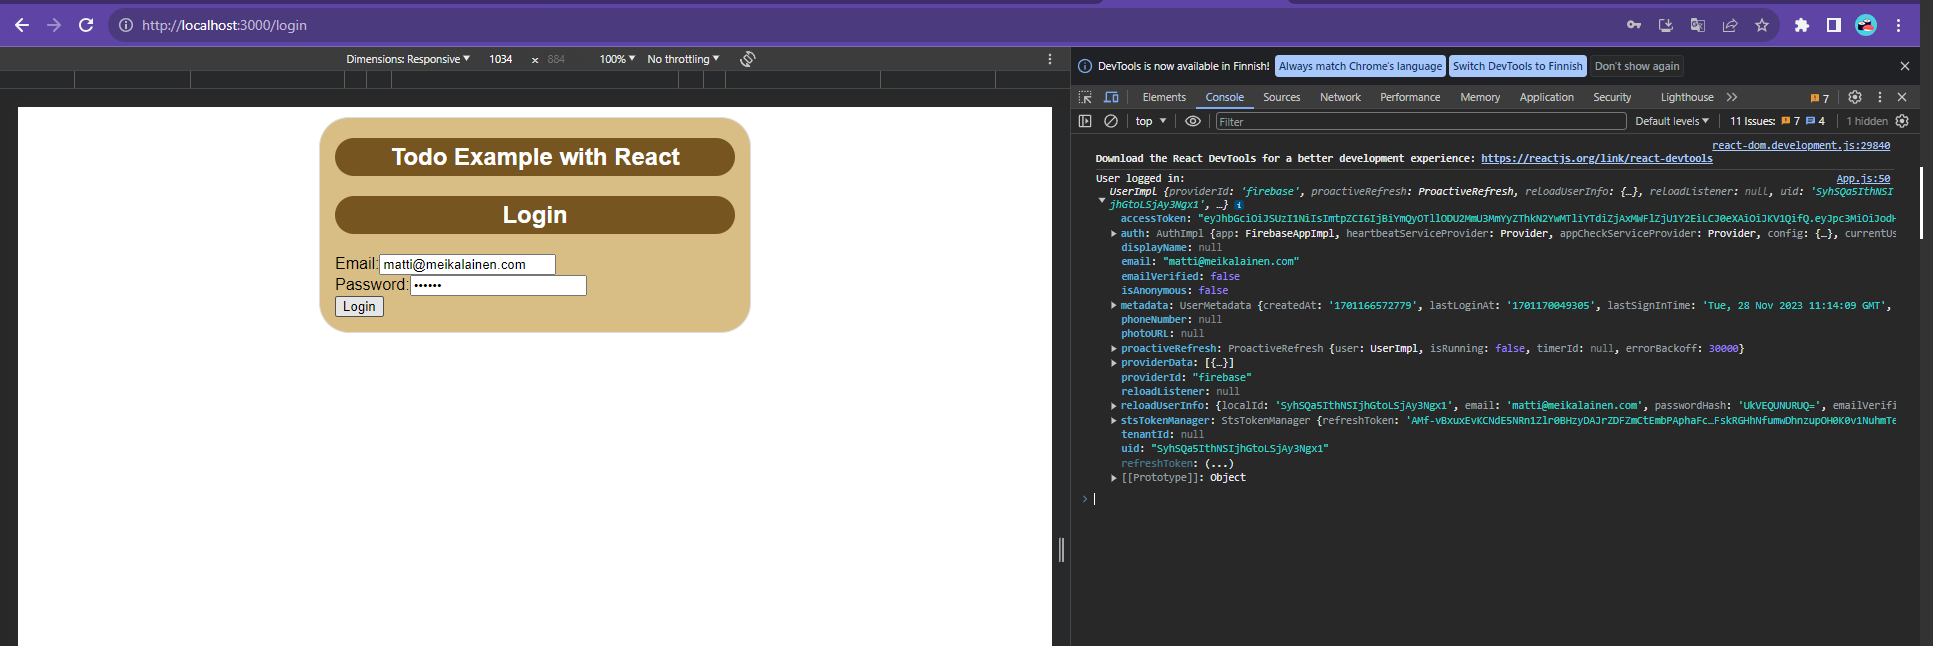 http://localhost:3000/login
Dimensions: Responsive 1034 × 884 100% No throttling
DevTools is now available in Finnish! Always match Chrome's language Switch DevTools to Finnish Don't show again
Elements Console Sources Network Performance Memory Application Security Lighthouse 7
top Filter Default levels 11 Issues: 7 4 1 hidden
Todo Example with React
Login
Email: matti@meikalainen.com
Password: ••••••
Login
react-dom.development.js:29840
Download the React DevTools for a better development experience: https://reactjs.org/link/react-devtools
User logged in: App.js:50
UserImpl {providerId: 'firebase', proactiveRefresh: ProactiveRefresh, reloadUserInfo: {…}, reloadListener: null, uid: 'SyhSQa5IthNSI
jhGtoLSjAy3Ngx1', …}
accessToken:
auth: AuthImpl {app: FirebaseAppImpl, heartbeatServiceProvider: Provider, appCheckServiceProvider: Provider, config: {…}, currentUs
displayName: null
email: "matti@meikalainen.com"
emailVerified: false
isAnonymous: false
metadata: UserMetadata {createdAt: '1701166572779', lastLoginAt: '1701170049305', lastSignInTime: 'Tue, 28 Nov 2023 11:14:09 GMT',
phoneNumber: null
photoURL: null
proactiveRefresh: ProactiveRefresh {user: UserImpl, isRunning: false, timerId: null, errorBackoff: 30000}
providerData: [{…}]
providerId: "firebase"
reloadListener: null
reloadUserInfo: {localId: 'SyhSQa5IthNSIjhGtoLSjAy3Ngx1', email: 'matti@meikalainen.com', passwordHash: 'UkVEQUNURUQ=', emailVerifi
stsTokenManager: StsTokenManager {refreshToken:
tenantId: null
uid: "SyhSQa5IthNSIjhGtoLSjAy3Ngx1"
refreshToken: (...)
[[Prototype]]: Object